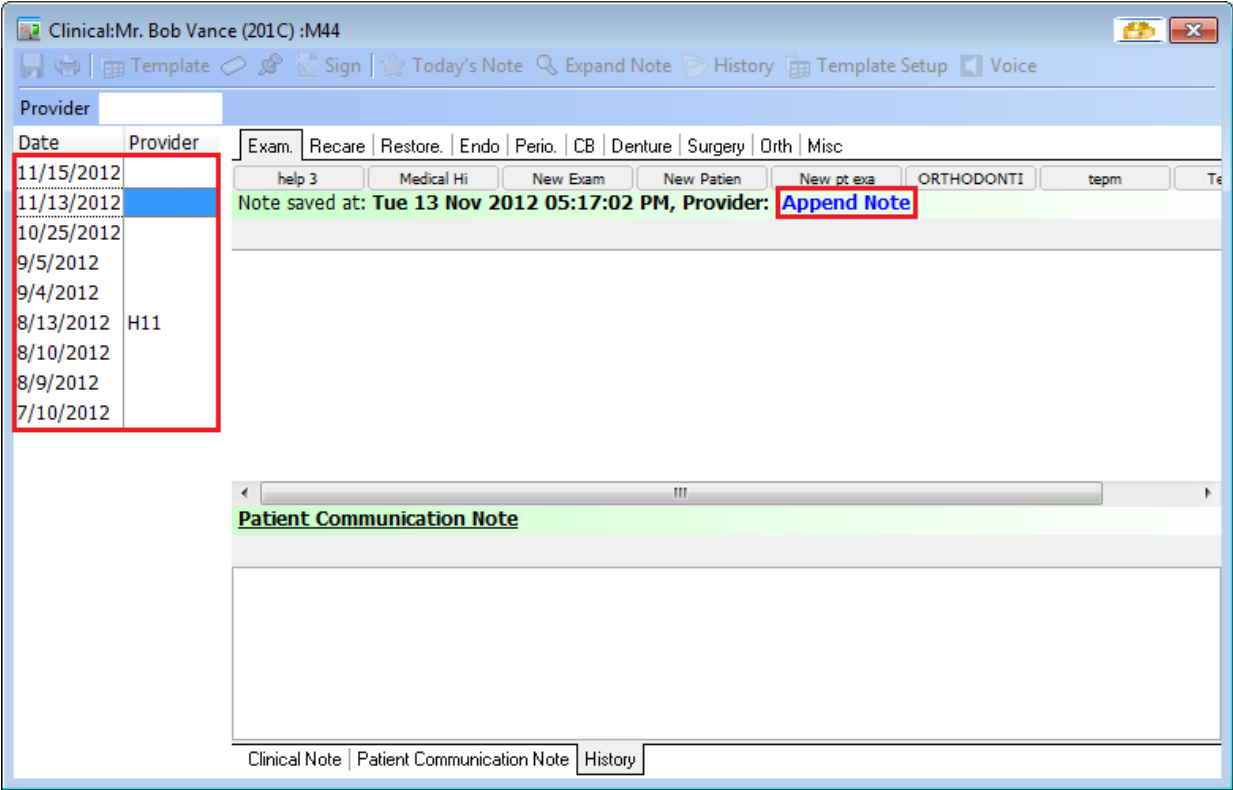 Clinical:Mr. Bob Vance (201C) :M44
Template Sign Today's Note Expand Note History Template Setup Voice
Provider
Date Provider
Exam. Recare Restore. Endo Perio. CB Denture Surgery Orth Misc
11/15/2012
help 3 Medical Hi New Exam New Patien New pt exa ORTHODONTI tepm Te
11/13/2012
Note saved at: Tue 13 Nov 2012 05:17:02 PM, Provider: Append Note
10/25/2012
9/5/2012
9/4/2012
8/13/2012 H11
8/10/2012
8/9/2012
7/10/2012
Patient Communication Note
Clinical Note Patient Communication Note History